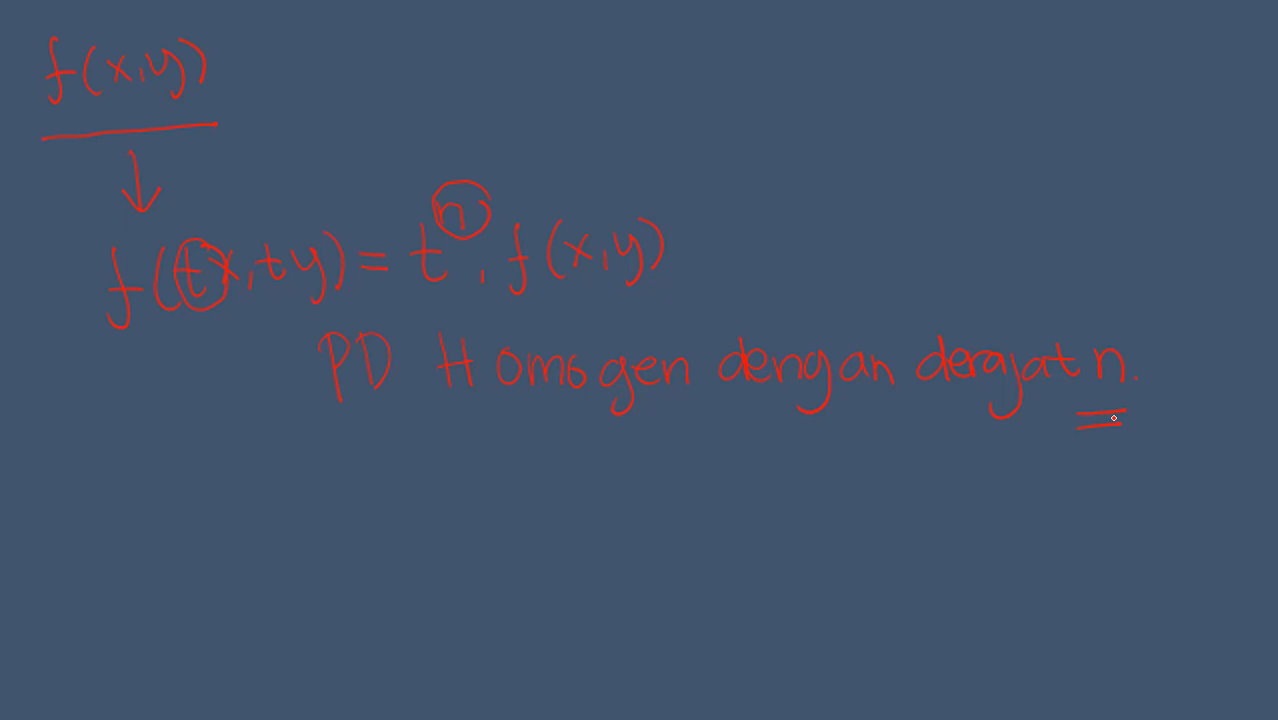 f(x,y)
f(tx,ty) = t^n . f(x,y)
PD Homogen dengan derajat n.